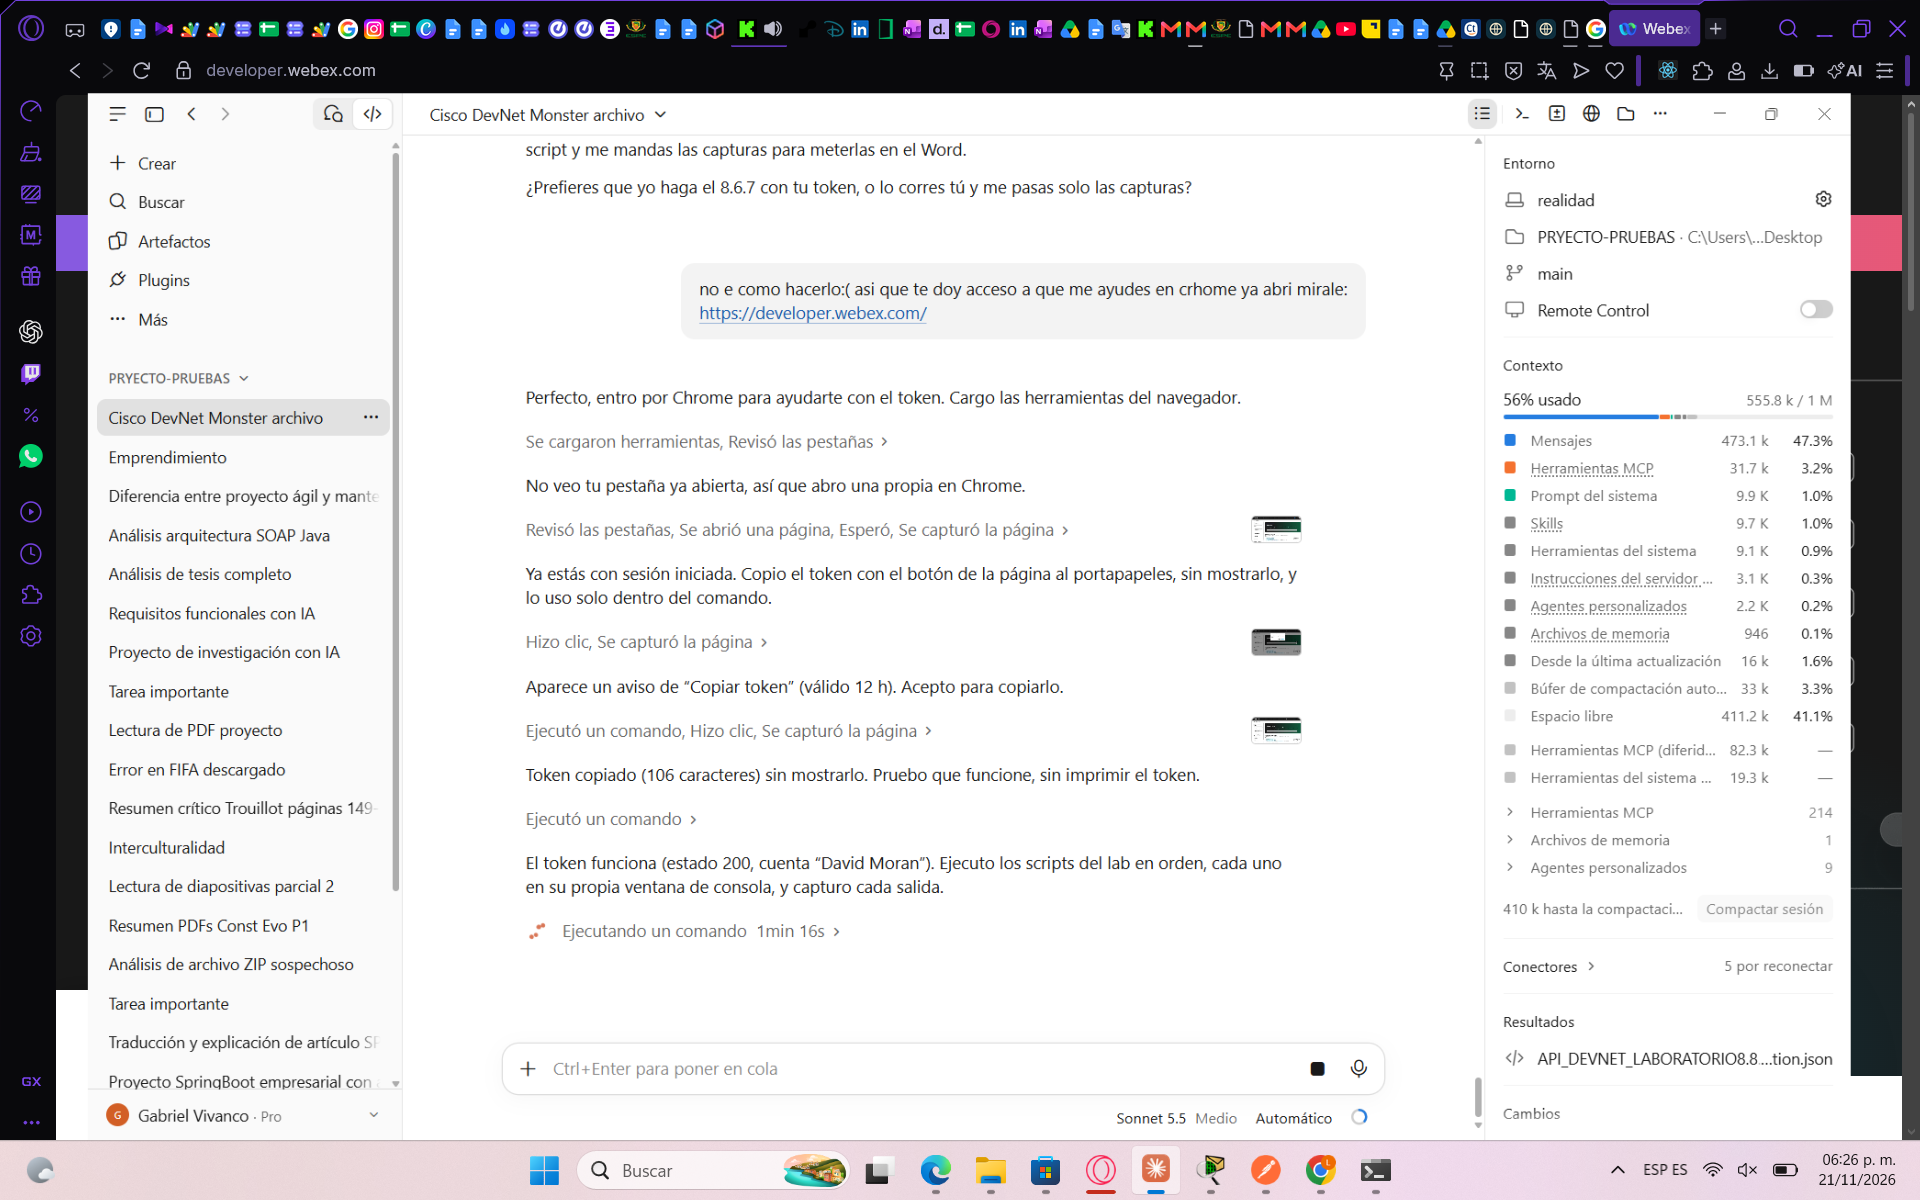 Webex
developer.webex.com
AI
Cisco DevNet Monster archivo
Crear
Buscar
Artefactos
Plugins
Más
PRYECTO-PRUEBAS
Cisco DevNet Monster archivo
Emprendimiento
Diferencia entre proyecto ágil y mante
Análisis arquitectura SOAP Java
Análisis de tesis completo
Requisitos funcionales con IA
Proyecto de investigación con IA
Tarea importante
Lectura de PDF proyecto
Error en FIFA descargado
Resumen crítico Trouillot páginas 149-
Interculturalidad
Lectura de diapositivas parcial 2
Resumen PDFs Const Evo P1
Análisis de archivo ZIP sospechoso
Tarea importante
Traducción y explicación de artículo SF
Proyecto SpringBoot empresarial con
Gabriel Vivanco · Pro
GX
script y me mandas las capturas para meterlas en el Word.
¿Prefieres que yo haga el 8.6.7 con tu token, o lo corres tú y me pasas solo las capturas?
no e como hacerlo:( asi que te doy acceso a que me ayudes en crhome ya abri mirale:
https://developer.webex.com/
Perfecto, entro por Chrome para ayudarte con el token. Cargo las herramientas del navegador.
Se cargaron herramientas, Revisó las pestañas
No veo tu pestaña ya abierta, así que abro una propia en Chrome.
Revisó las pestañas, Se abrió una página, Esperó, Se capturó la página
Ya estás con sesión iniciada. Copio el token con el botón de la página al portapapeles, sin mostrarlo, y
lo uso solo dentro del comando.
Hizo clic, Se capturó la página
Aparece un aviso de “Copiar token” (válido 12 h). Acepto para copiarlo.
Ejecutó un comando, Hizo clic, Se capturó la página
Token copiado (106 caracteres) sin mostrarlo. Pruebo que funcione, sin imprimir el token.
Ejecutó un comando
El token funciona (estado 200, cuenta “David Moran”). Ejecuto los scripts del lab en orden, cada uno
en su propia ventana de consola, y capturo cada salida.
Ejecutando un comando 1min 16s
Ctrl+Enter para poner en cola
Sonnet 5.5 Medio Automático
Entorno
realidad
PRYECTO-PRUEBAS · C:\Users\...Desktop
main
Remote Control
Contexto
56% usado 555.8 k / 1 M
Mensajes 473.1 k 47.3%
Herramientas MCP 31.7 k 3.2%
Prompt del sistema 9.9 K 1.0%
Skills 9.7 K 1.0%
Herramientas del sistema 9.1 K 0.9%
Instrucciones del servidor ... 3.1 K 0.3%
Agentes personalizados 2.2 K 0.2%
Archivos de memoria 946 0.1%
Desde la última actualización 16 k 1.6%
Búfer de compactación auto... 33 k 3.3%
Espacio libre 411.2 k 41.1%
Herramientas MCP (diferid... 82.3 k —
Herramientas del sistema ... 19.3 k —
Herramientas MCP 214
Archivos de memoria 1
Agentes personalizados 9
410 k hasta la compactaci... Compactar sesión
Conectores 5 por reconectar
Resultados
API_DEVNET_LABORATORIO8.8 ...tion.json
Cambios
Buscar
ESP ES
06:26 p. m.
21/11/2026